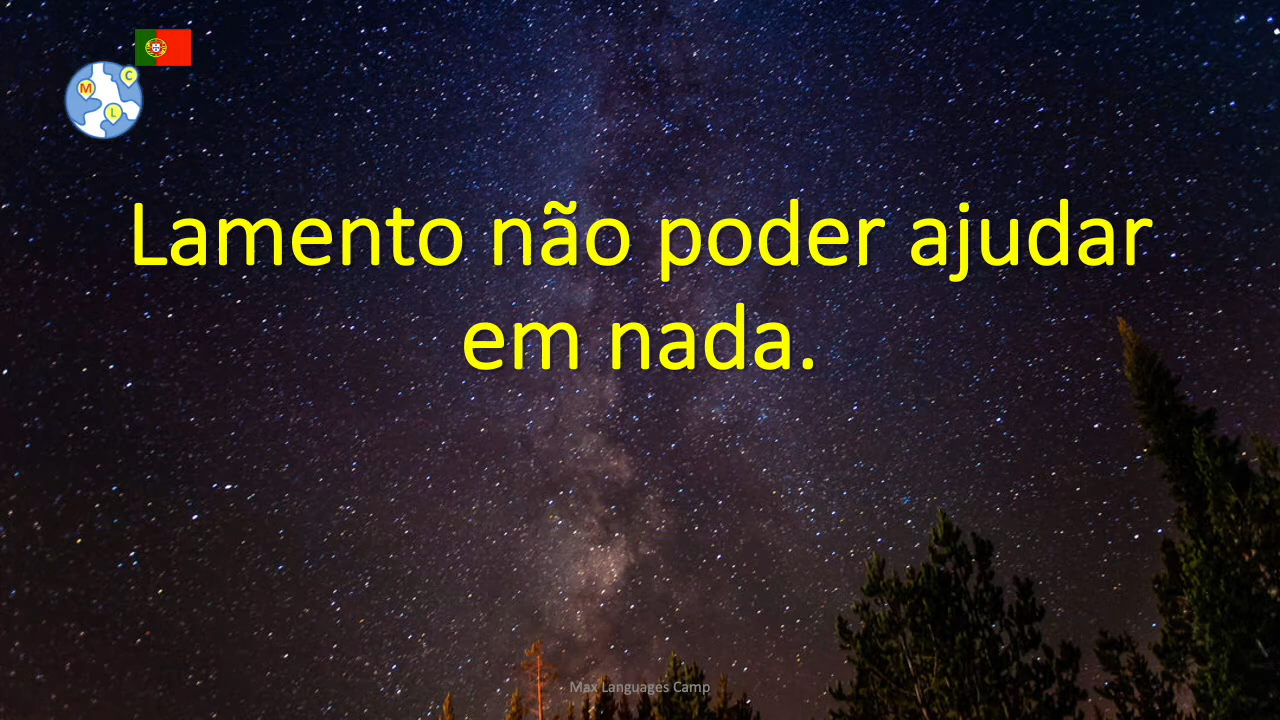 C
M
L
Lamento não poder ajudar
em nada.
Max Languages Camp